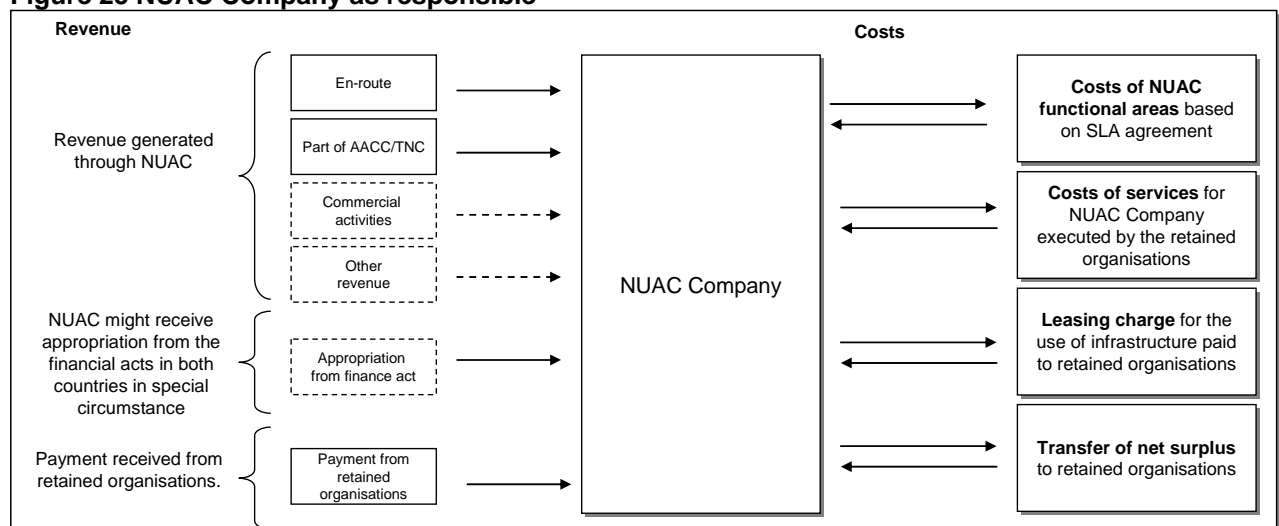 Figure 23 NUAC Company as responsible
Revenue
Costs
Revenue generated
through NUAC
En-route
Part of AACC/TNC
Commercial
activities
Other
revenue
NUAC might receive
appropriation from the
financial acts in both
countries in special
circumstance
Appropriation
from finance act
Payment received from
retained organisations.
Payment from
retained
organisations
NUAC Company
Costs of NUAC
functional areas based
on SLA agreement
Costs of services for
NUAC Company
executed by the retained
organisations
Leasing charge for the
use of infrastructure paid
to retained organisations
Transfer of net surplus
to retained organisations